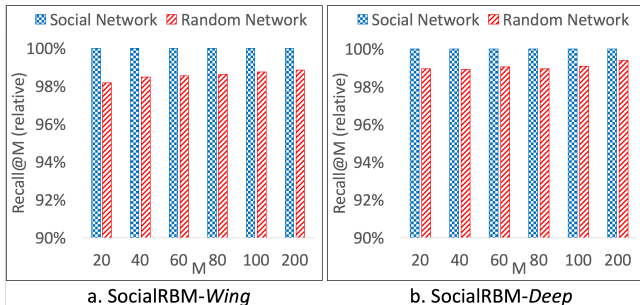 Social Network Random Network
100%
98%
96%
94%
92%
90%
Recall@M (relative)
20 40 60 80 100 200
M
a. SocialRBM-Wing
Social Network Random Network
100%
98%
96%
94%
92%
90%
Recall@M (relative)
20 40 60 80 100 200
M
b. SocialRBM-Deep